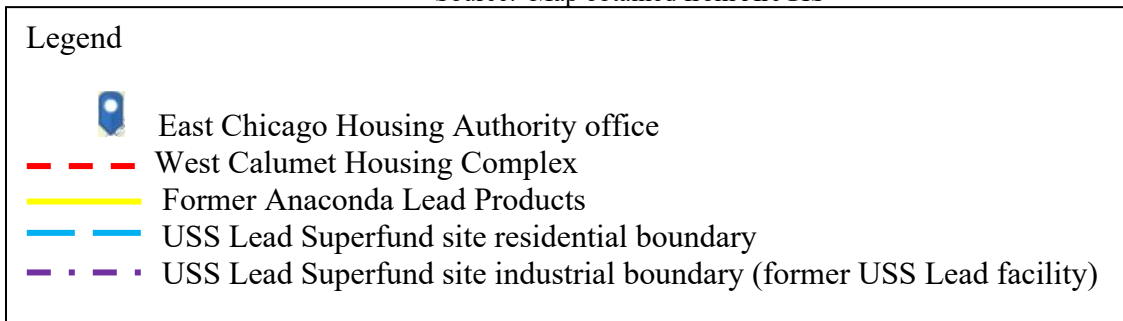 Legend
East Chicago Housing Authority office
West Calumet Housing Complex
Former Anaconda Lead Products
USS Lead Superfund site residential boundary
USS Lead Superfund site industrial boundary (former USS Lead facility)